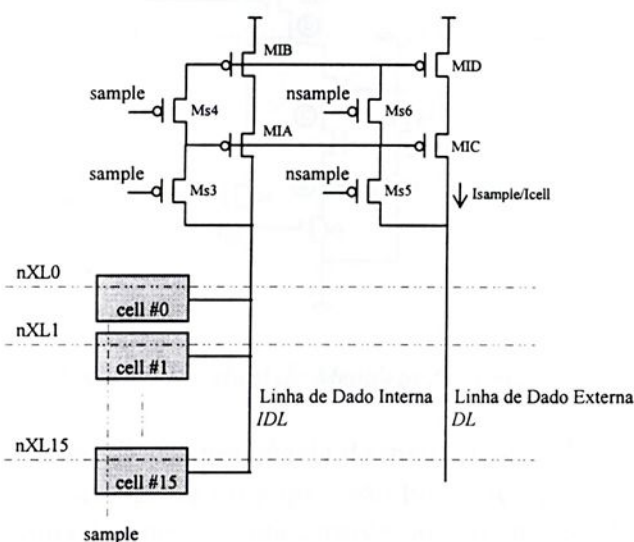 MIB
MID
sample
Ms4
nsample
Ms6
MIA
MIC
sample
Ms3
nsample
Ms5
Isample/Icell
nXL0
cell #0
nXL1
cell #1
Linha de Dado Interna
IDL
Linha de Dado Externa
DL
nXL15
cell #15
sample